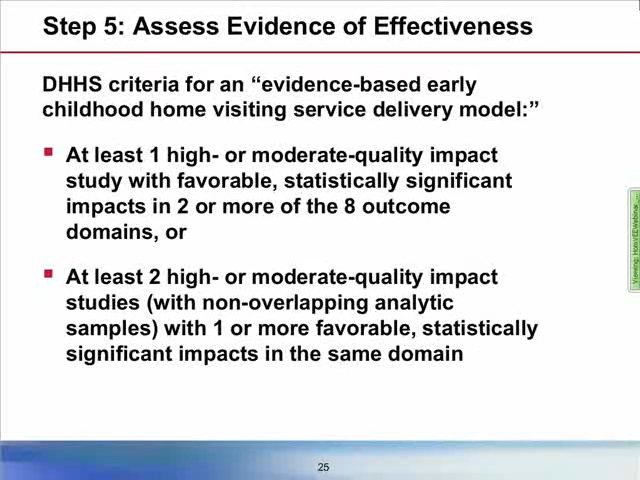 Step 5: Assess Evidence of Effectiveness
DHHS criteria for an “evidence-based early
childhood home visiting service delivery model:”
At least 1 high- or moderate-quality impact
study with favorable, statistically significant
impacts in 2 or more of the 8 outcome
domains, or
At least 2 high- or moderate-quality impact
studies (with non-overlapping analytic
samples) with 1 or more favorable, statistically
significant impacts in the same domain
Viewing:
25